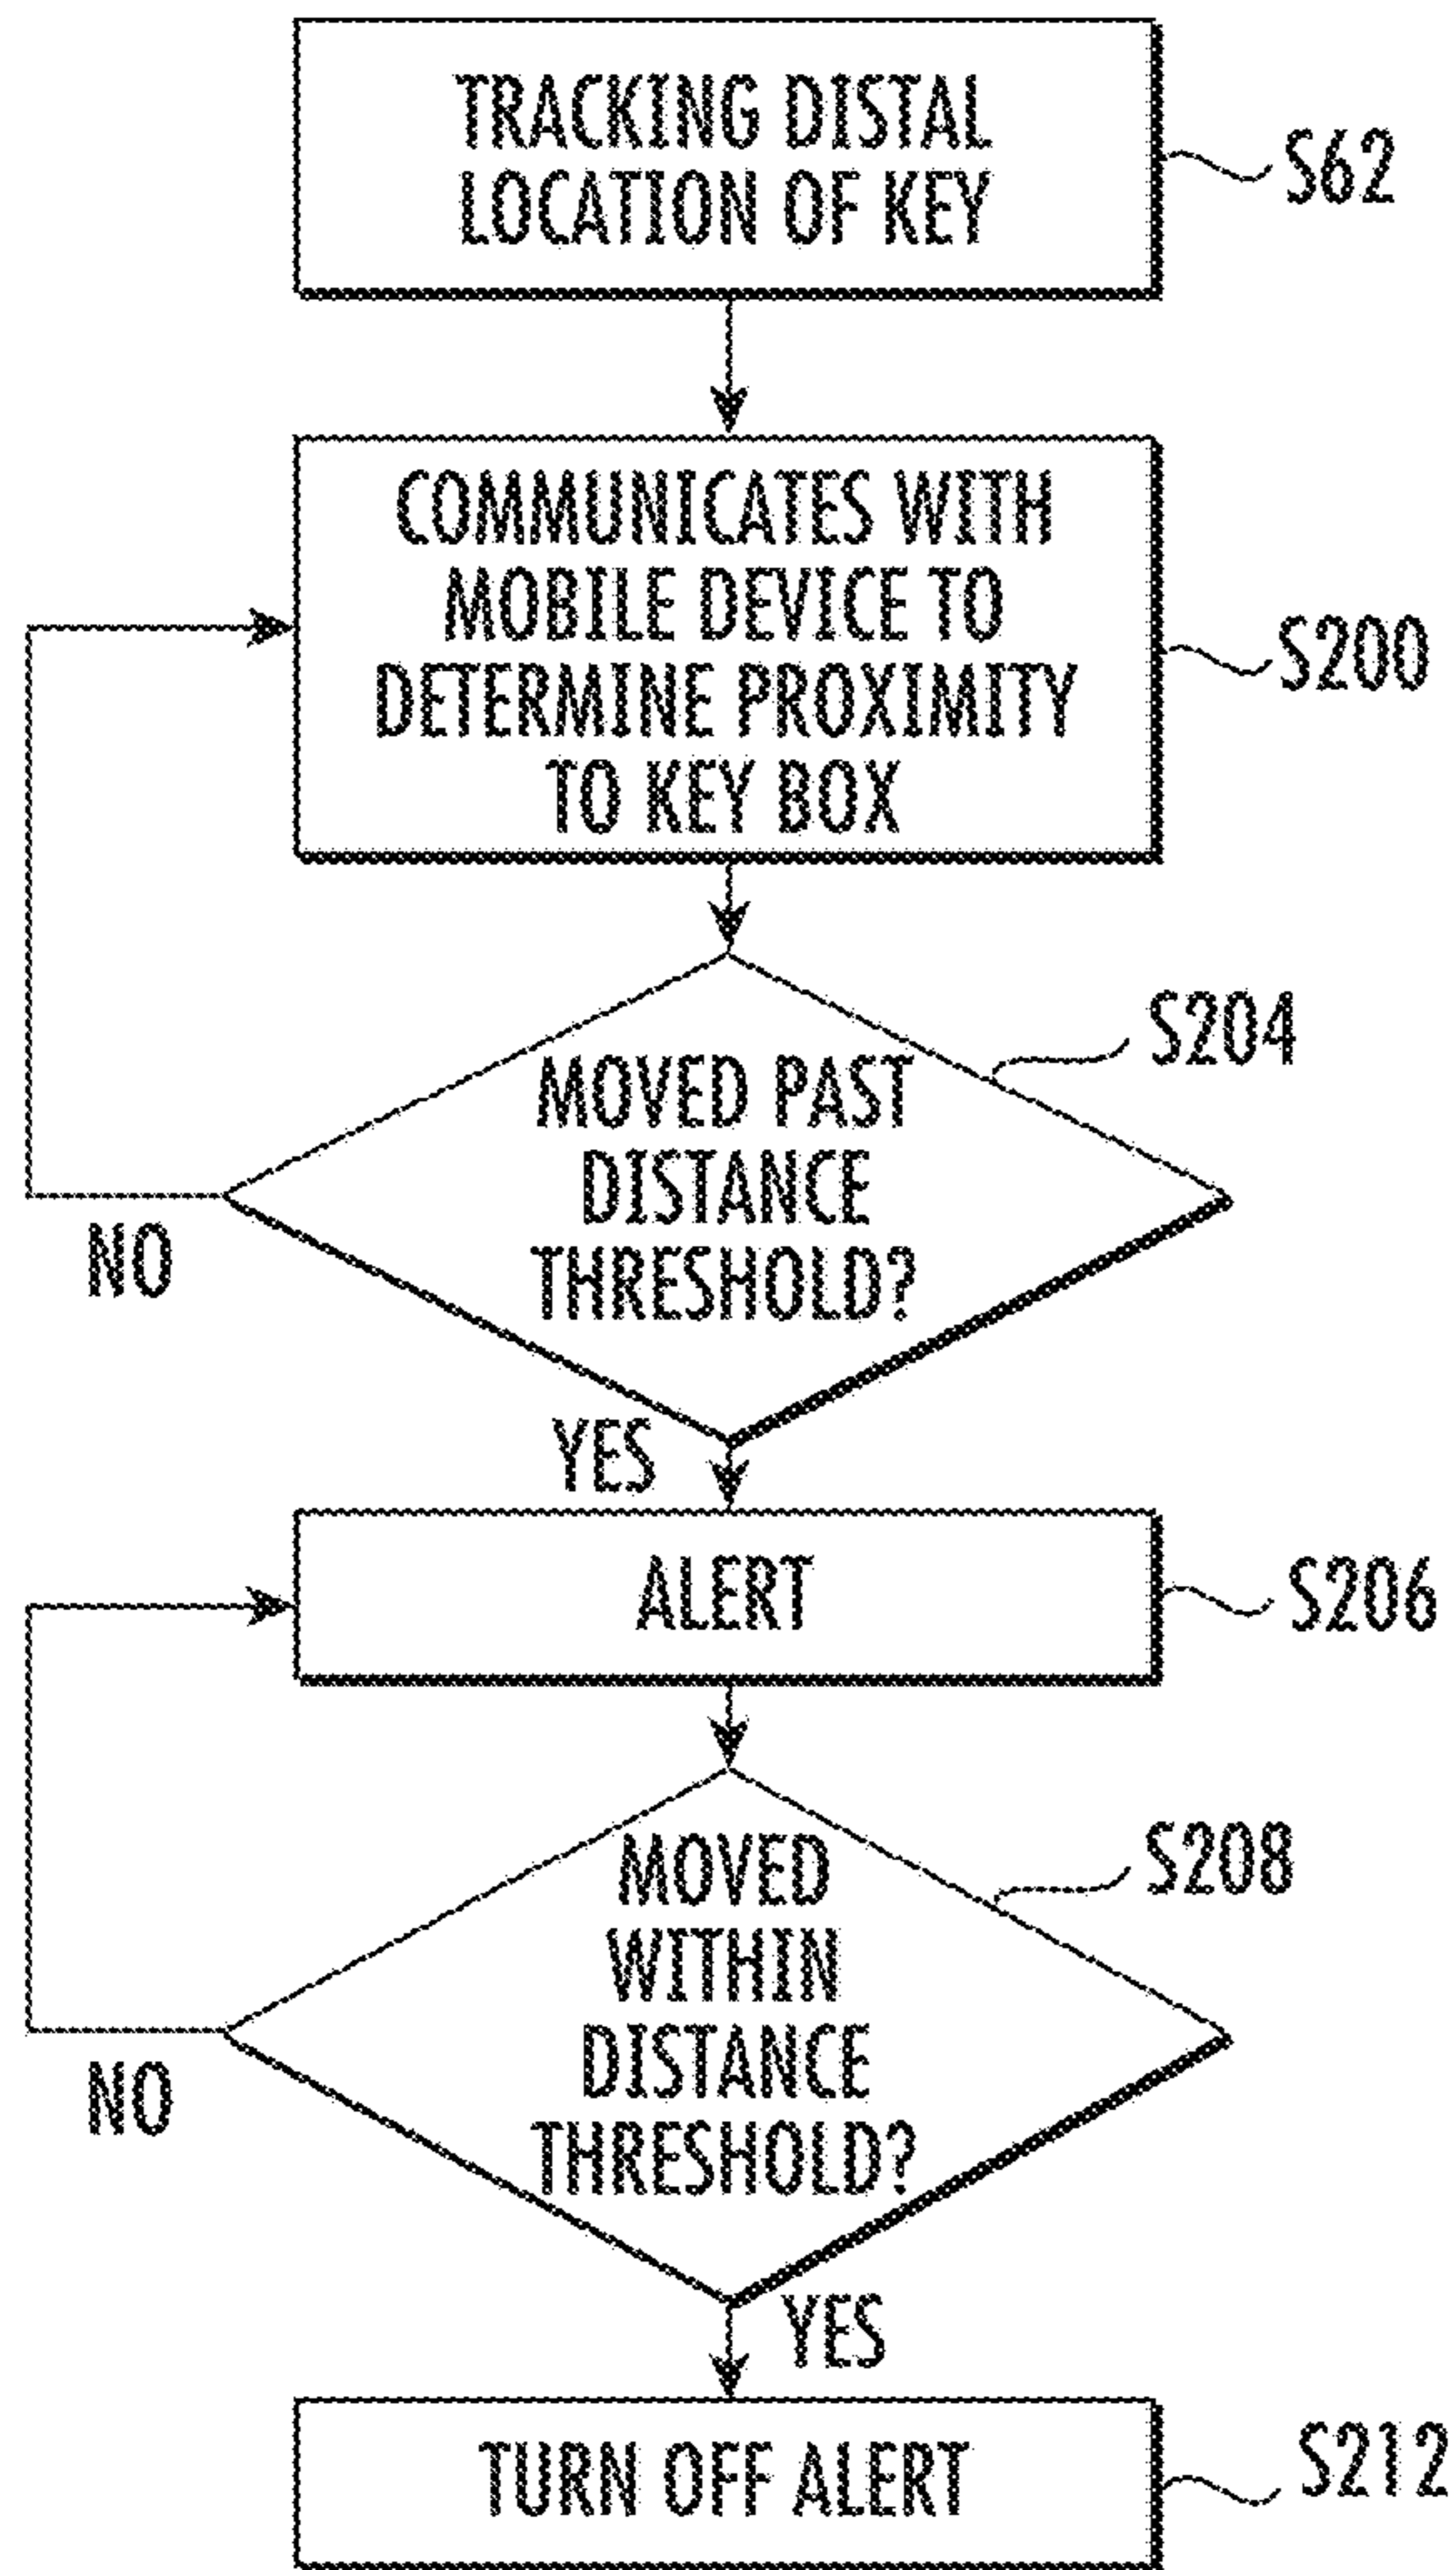 TRACKING DISTAL
LOCATION OF KEY
S62
COMMUNICATES WITH
MOBILE DEVICE TO
DETERMINE PROXIMITY
TO KEY BOX
S200
S204
MOVED PAST
DISTANCE
THRESHOLD?
NO
YES
ALERT
S206
S208
MOVED
WITHIN
DISTANCE
THRESHOLD?
NO
YES
TURN OFF ALERT
S212